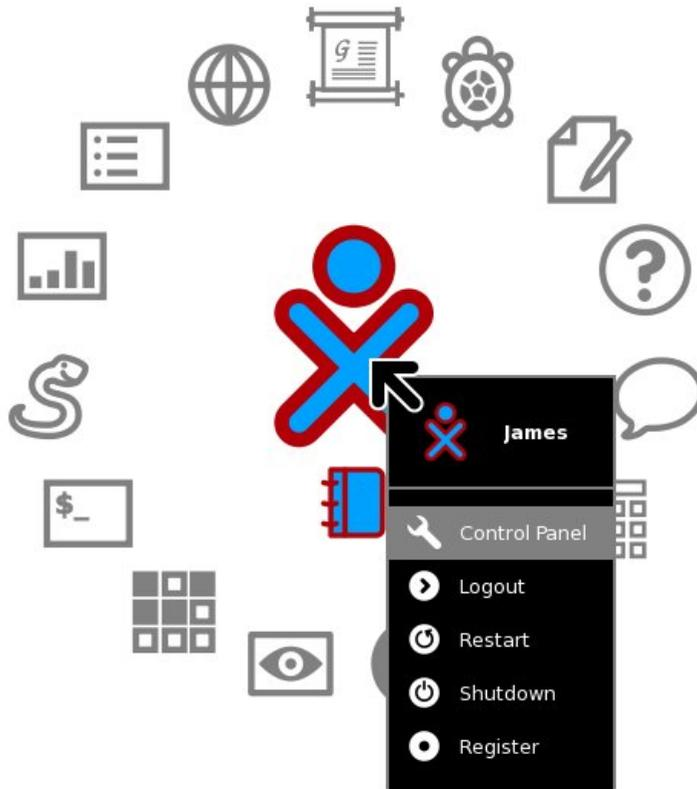 G
?
James
$_
Control Panel
Logout
Restart
Shutdown
Register